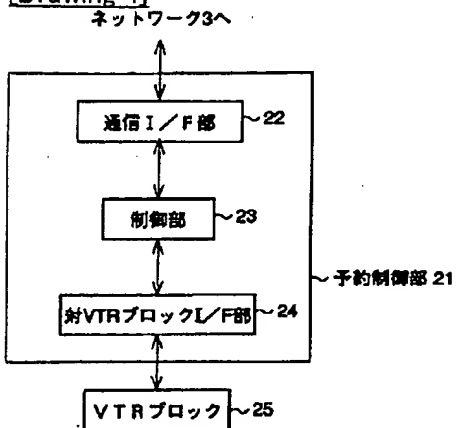 [Drawing 4]
ネットワーク3へ
通信I／F部 22
制御部 23
予約制御部 21
対VTRブロックI／F部 24
VTRブロック 25